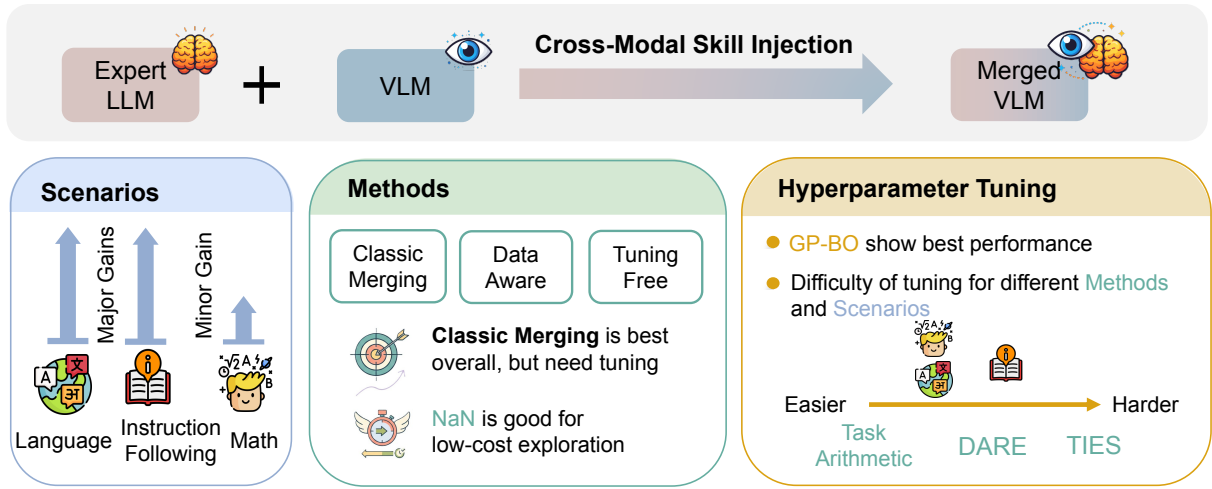 Expert
LLM
+
VLM
Cross-Modal Skill Injection
Merged
VLM
Scenarios
Major Gains
Minor Gain
Language
Instruction
Following
Math
Methods
Classic
Merging
Data
Aware
Tuning
Free
Classic Merging is best
overall, but need tuning
NaN is good for
low-cost exploration
Hyperparameter Tuning
GP-BO show best performance
Difficulty of tuning for different Methods
and Scenarios
Easier
Harder
Task
Arithmetic
DARE
TIES